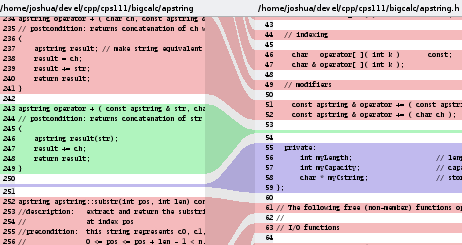 /home/joshua/devel/cpp/cps111/bigcalc/apstring
234 apstring operator + ( char ch, const apstring &
235 // postcondition: returns concatenation of ch w
236 {
237 apstring result; // make string equivalent
238 result = ch;
239 result += str;
240 return result;
241 }
242
243 apstring operator + ( const apstring & str, cha
244 // postcondition: returns concatenation of str
245 {
246 apstring result(str);
247 result += ch;
248 return result;
249 }
250
251
252 apstring apstring::substr(int pos, int len) con
253 //description: extract and return the substri
254 // at index pos
255 //precondition: this string represents c0, c1,
256 // 0 <= pos <= pos + len - 1 < n.
/home/joshua/devel/cpp/cps111/bigcalc/apstring.h
43
44 // indexing
45
46 char operator[ ]( int k ) const;
47 char & operator[ ]( int k );
48
49 // modifiers
50
51 const apstring & operator += ( const apstri
52 const apstring & operator += ( char ch );
53
54
55 private:
56 int myLength; // len
57 int myCapacity; // capa
58 char * myCstring; // stor
59 };
60
61 // The following free (non-member) functions op
62 //
63 // I/O functions
64